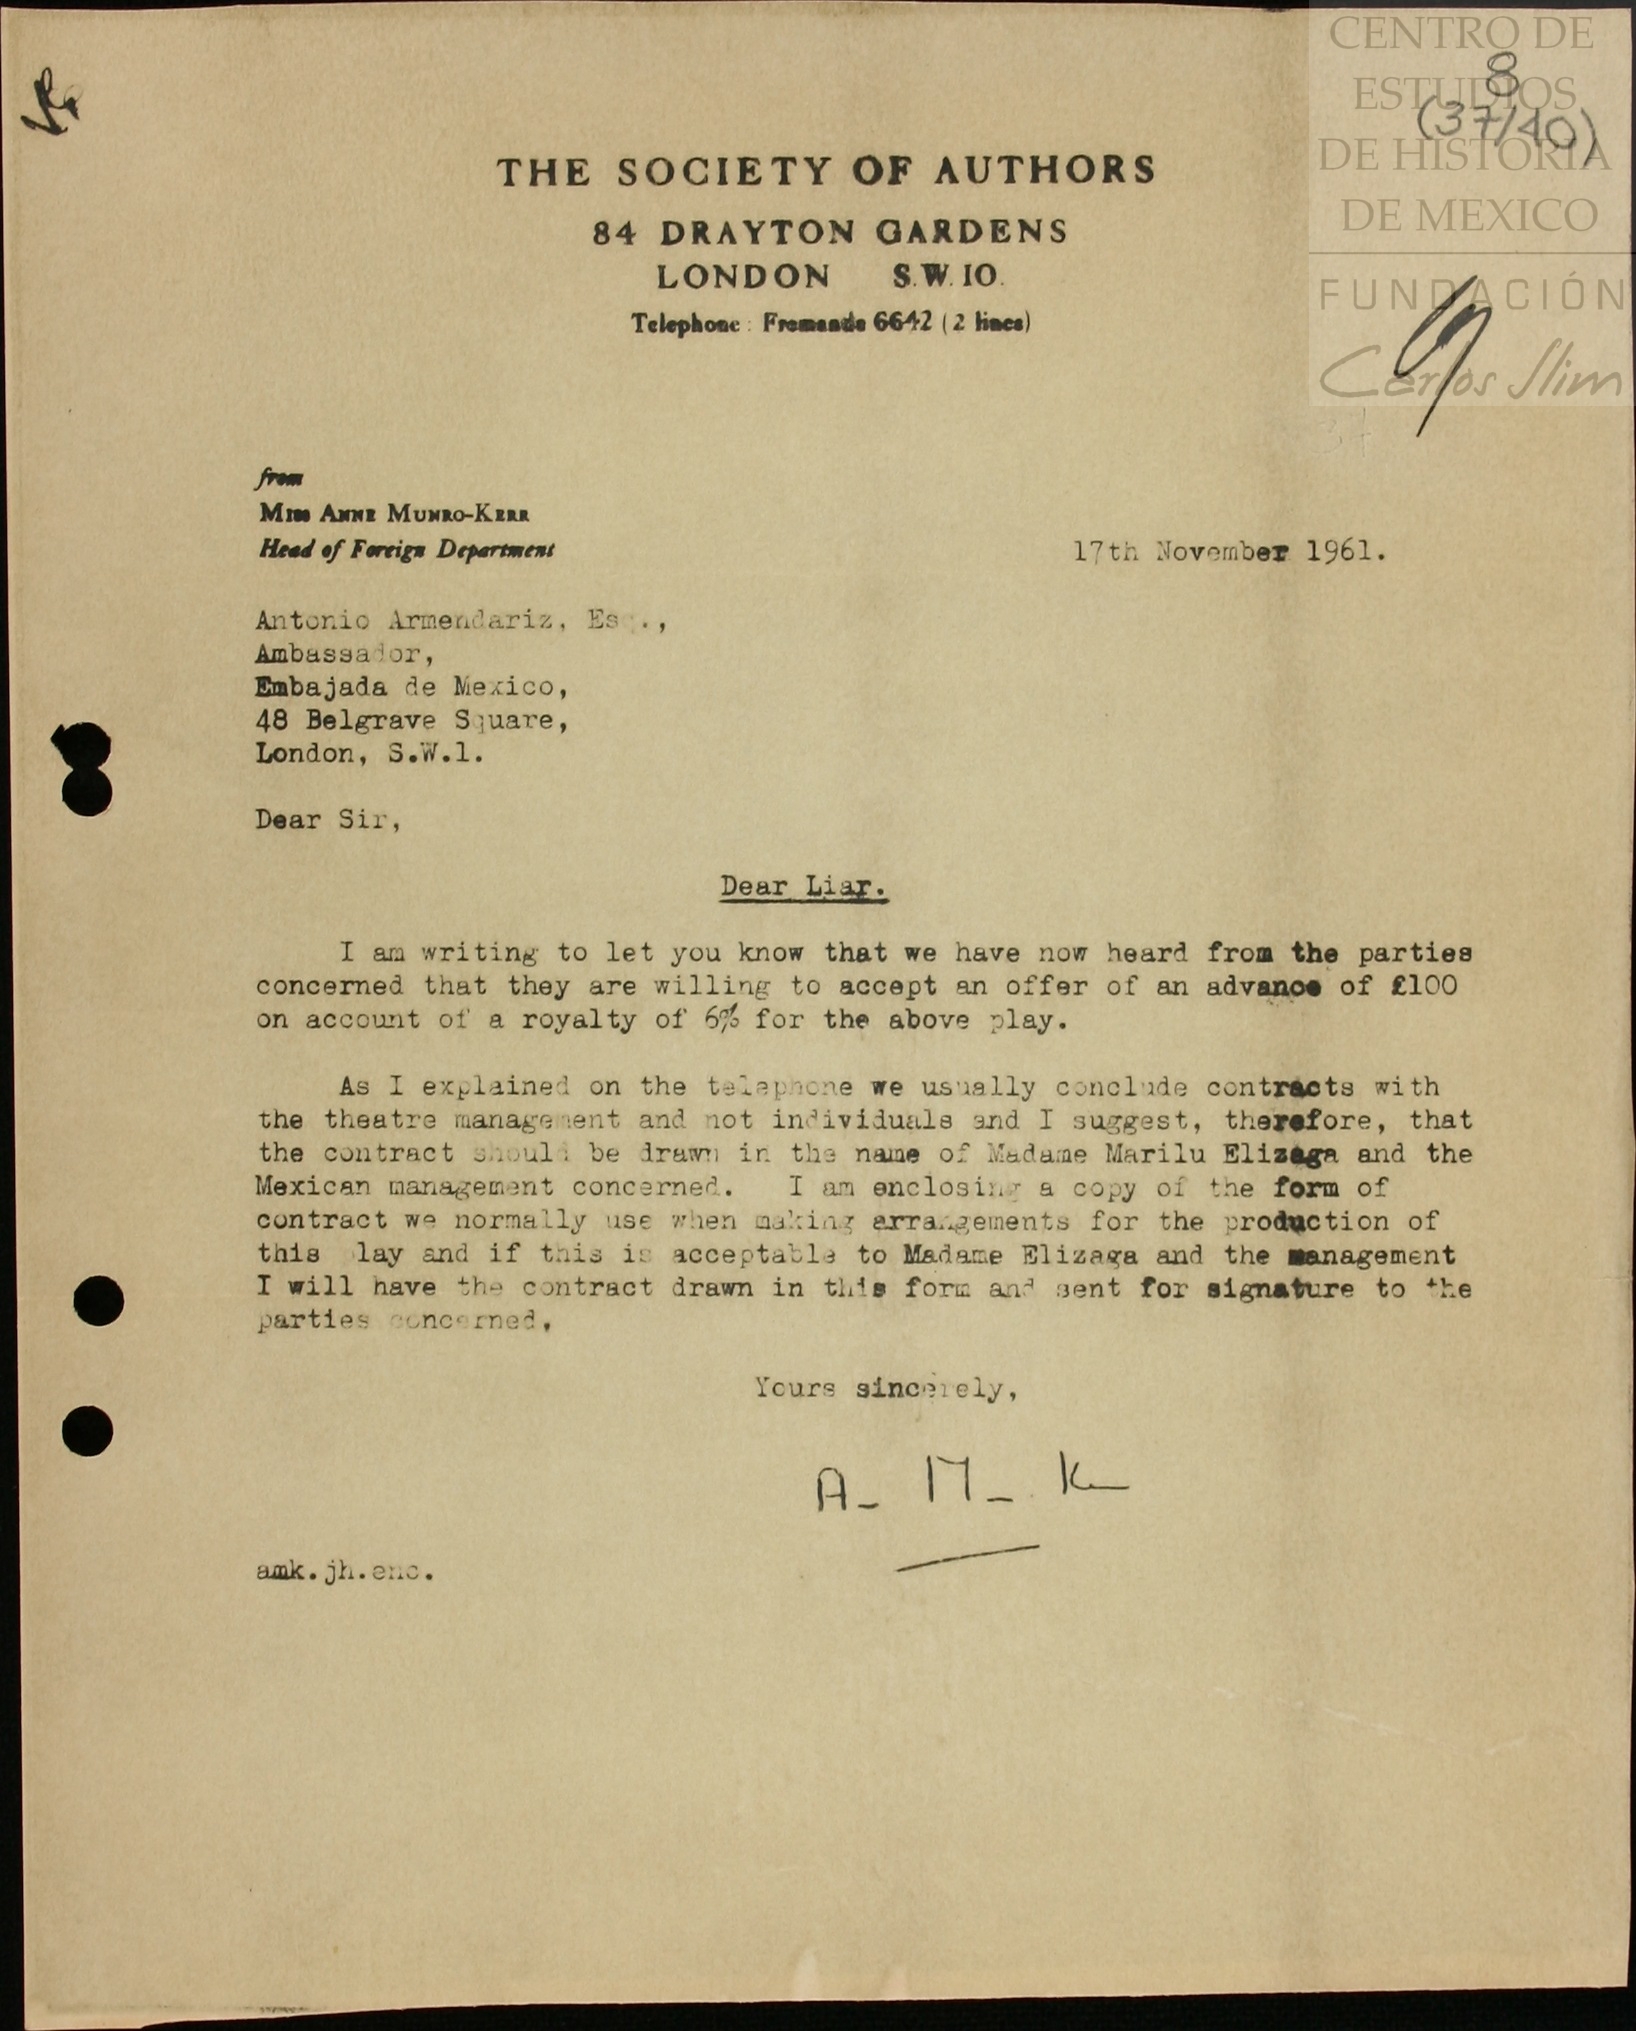 CENTRO DE
ESTUDIOS
DE HISTORIA
DE MEXICO
FUNDACIÓN
Carlos Slim
8
(37/40)
THE SOCIETY OF AUTHORS
84 DRAYTON GARDENS
LONDON S.W.10.
Telephone: Fremantle 6642 (2 lines)
9
from
Miss Anne Munro-Kerr
Head of Foreign Department
17th November 1961.
Antonio Armendariz, Esq.,
Ambassador,
Embajada de Mexico,
48 Belgrave Square,
London, S.W.1.
Dear Sir,
Dear Liar.
I am writing to let you know that we have now heard from the parties
concerned that they are willing to accept an offer of an advance of £100
on account of a royalty of 6% for the above play.
As I explained on the telephone we usually conclude contracts with
the theatre management and not individuals and I suggest, therefore, that
the contract should be drawn in the name of Madame Marilu Elizaga and the
Mexican management concerned. I am enclosing a copy of the form of
contract we normally use when making arrangements for the production of
this play and if this is acceptable to Madame Elizaga and the management
I will have the contract drawn in this form and sent for signature to the
parties concerned.
Yours sincerely,
A- M- K
amk.jh.enc.